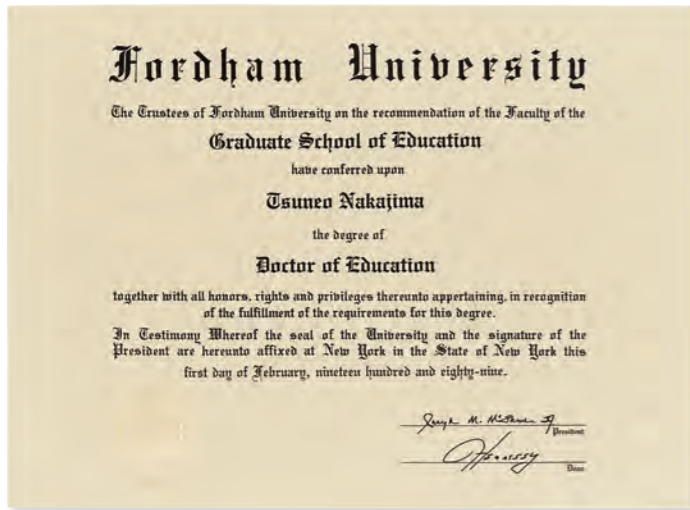 Fordham University
The Trustees of Fordham University on the recommendation of the Faculty of the
Graduate School of Education
have conferred upon
Tsuneo Nakajima
the degree of
Doctor of Education
together with all honors, rights and privileges thereunto appertaining, in recognition
of the fulfillment of the requirements for this degree.
In Testimony Whereof the seal of the University and the signature of the
President are hereunto affixed at New York in the State of New York this
first day of February, nineteen hundred and eighty-nine.
President
Dean